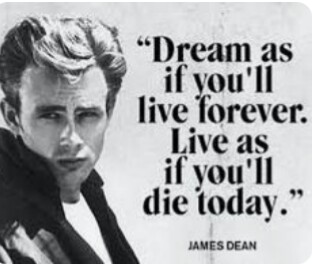 “Dream as
if you'll
live forever.
Live as
if you'll
die today.”
JAMES DEAN